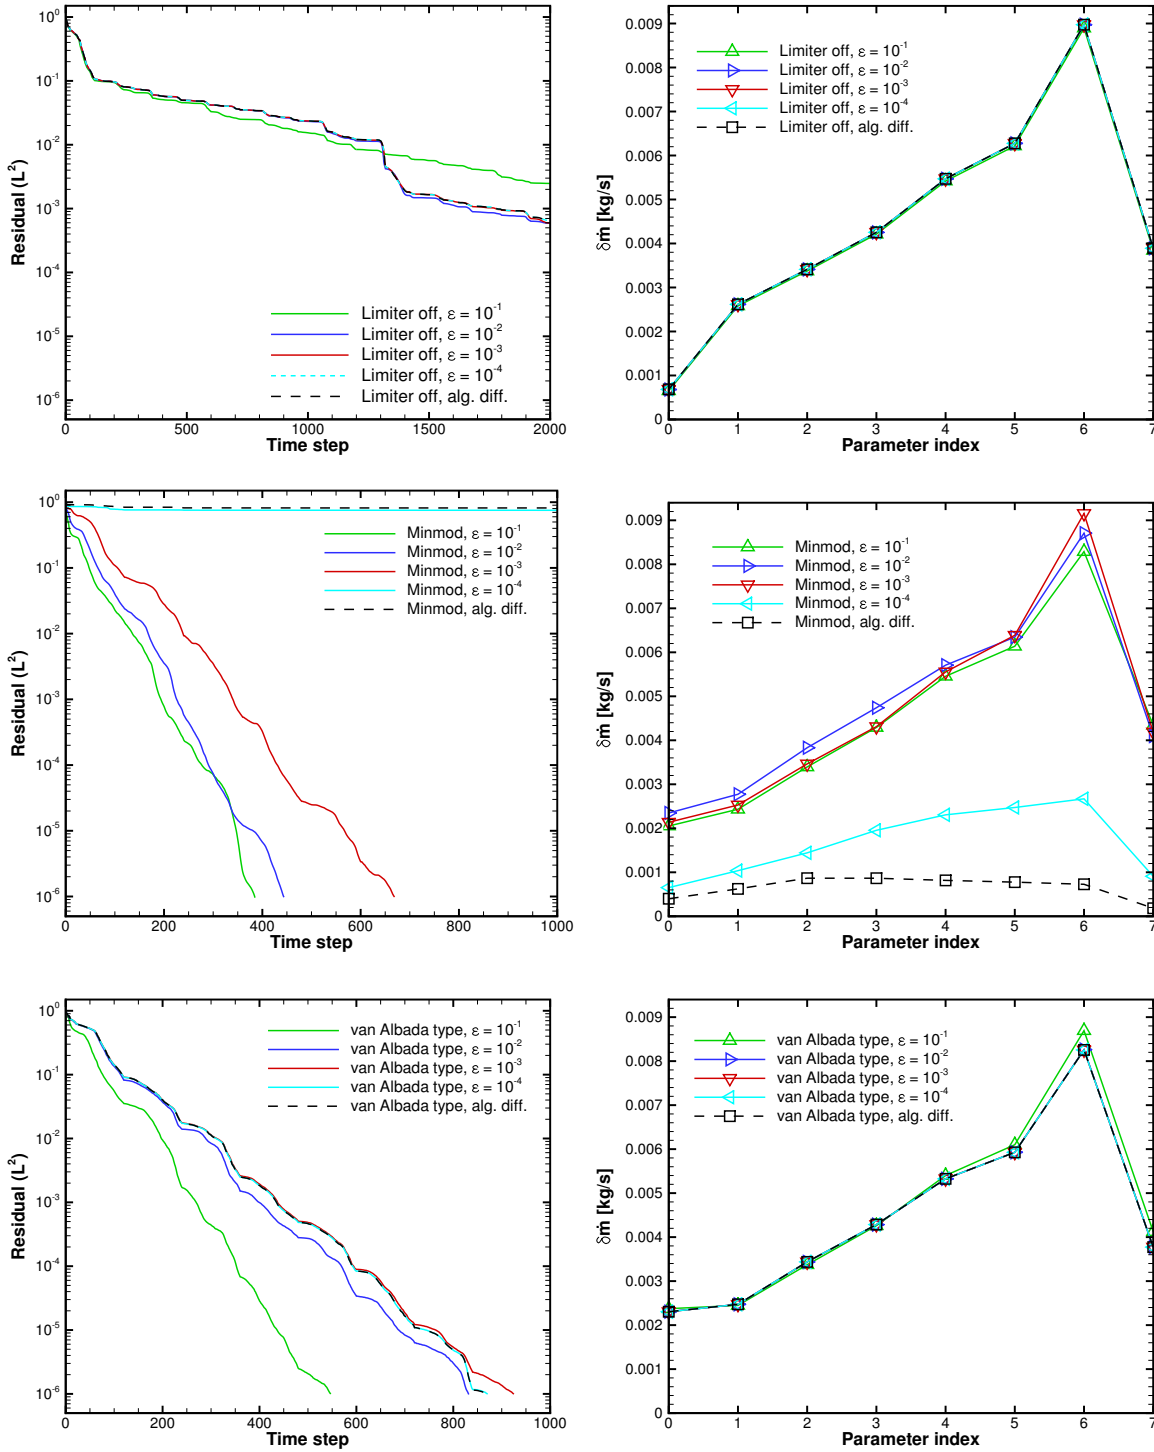 Residual (L²)
10⁰
10⁻¹
10⁻²
10⁻³
10⁻⁴
10⁻⁵
10⁻⁶
Limiter off, ε = 10⁻¹
Limiter off, ε = 10⁻²
Limiter off, ε = 10⁻³
Limiter off, ε = 10⁻⁴
Limiter off, alg. diff.
0 500 1000 1500 2000
Time step
δṁ [kg/s]
0.009
0.008
0.007
0.006
0.005
0.004
0.003
0.002
0.001
0
Limiter off, ε = 10⁻¹
Limiter off, ε = 10⁻²
Limiter off, ε = 10⁻³
Limiter off, ε = 10⁻⁴
Limiter off, alg. diff.
0 1 2 3 4 5 6 7
Parameter index
Residual (L²)
10⁰
10⁻¹
10⁻²
10⁻³
10⁻⁴
10⁻⁵
10⁻⁶
Minmod, ε = 10⁻¹
Minmod, ε = 10⁻²
Minmod, ε = 10⁻³
Minmod, ε = 10⁻⁴
Minmod, alg. diff.
0 200 400 600 800 1000
Time step
δṁ [kg/s]
0.009
0.008
0.007
0.006
0.005
0.004
0.003
0.002
0.001
0
Minmod, ε = 10⁻¹
Minmod, ε = 10⁻²
Minmod, ε = 10⁻³
Minmod, ε = 10⁻⁴
Minmod, alg. diff.
0 1 2 3 4 5 6 7
Parameter index
Residual (L²)
10⁰
10⁻¹
10⁻²
10⁻³
10⁻⁴
10⁻⁵
10⁻⁶
van Albada type, ε = 10⁻¹
van Albada type, ε = 10⁻²
van Albada type, ε = 10⁻³
van Albada type, ε = 10⁻⁴
van Albada type, alg. diff.
0 200 400 600 800 1000
Time step
δṁ [kg/s]
0.009
0.008
0.007
0.006
0.005
0.004
0.003
0.002
0.001
0
van Albada type, ε = 10⁻¹
van Albada type, ε = 10⁻²
van Albada type, ε = 10⁻³
van Albada type, ε = 10⁻⁴
van Albada type, alg. diff.
0 1 2 3 4 5 6 7
Parameter index